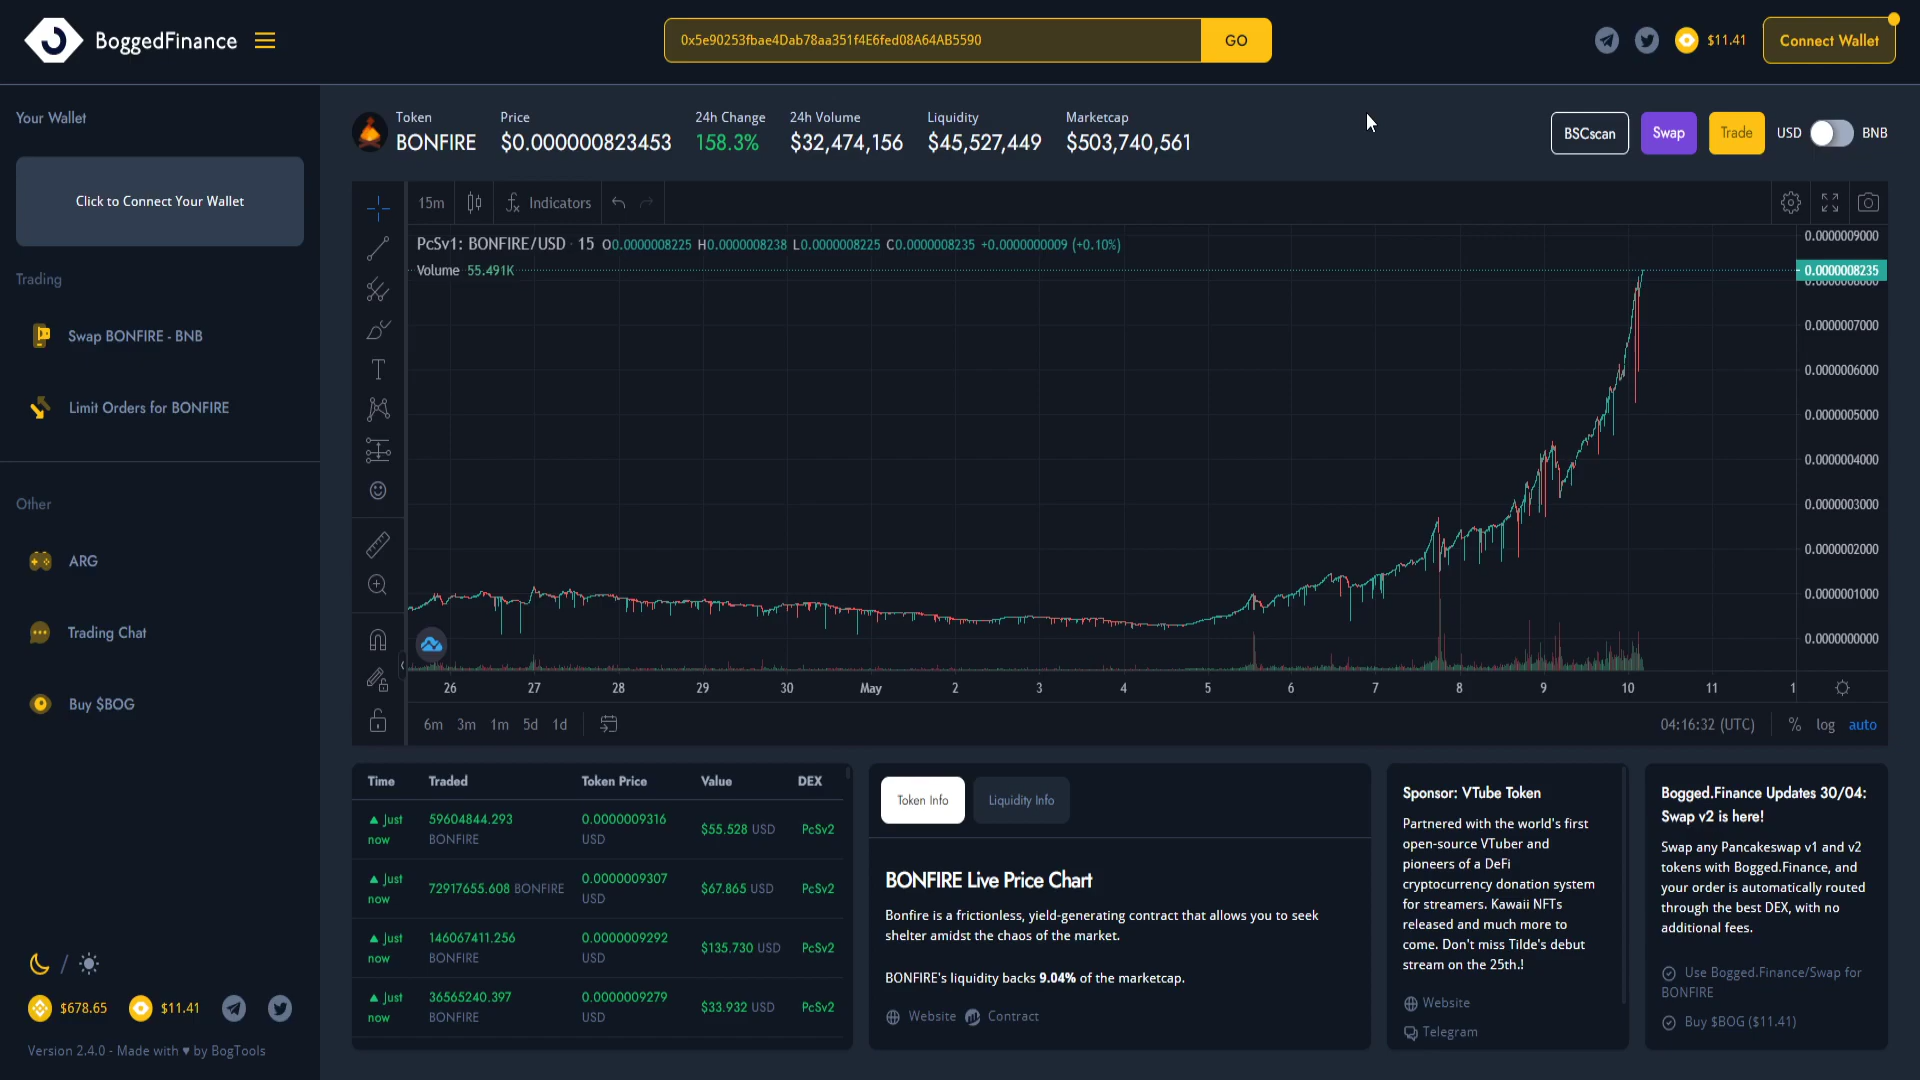 BoggedFinance
0x5e90253fbae4Dab78aa351f4E6fed08A64AB5590
GO
$11.41
Connect Wallet
Your Wallet
Click to Connect Your Wallet
Trading
Swap BONFIRE - BNB
Limit Orders for BONFIRE
Other
ARG
Trading Chat
Buy $BOG
$678.65
$11.41
Version 2.4.0 - Made with ♥ by BogTools
Token
BONFIRE
Price
$0.000000823453
24h Change
158.3%
24h Volume
$32,474,156
Liquidity
$45,527,449
Marketcap
$503,740,561
BSCscan
Swap
Trade
USD
BNB
15m
Indicators
PcSv1: BONFIRE/USD · 15 O0.0000008225 H0.0000008238 L0.0000008225 C0.0000008235 +0.0000000009 (+0.10%)
Volume 55.491K
0.0000009000
0.0000008235
0.0000008000
0.0000007000
0.0000006000
0.0000005000
0.0000004000
0.0000003000
0.0000002000
0.0000001000
0.0000000000
26 27 28 29 30 May 2 3 4 5 6 7 8 9 10 11 1
6m 3m 1m 5d 1d
04:16:32 (UTC) % log auto
Time Traded Token Price Value DEX
▲ Just now 59604844.293 BONFIRE 0.0000009316 USD $55.528 USD PcSv2
▲ Just now 72917655.608 BONFIRE 0.0000009307 USD $67.865 USD PcSv2
▲ Just now 146067411.256 BONFIRE 0.0000009292 USD $135.730 USD PcSv2
▲ Just now 36565240.397 BONFIRE 0.0000009279 USD $33.932 USD PcSv2
Token Info
Liquidity Info
BONFIRE Live Price Chart
Bonfire is a frictionless, yield-generating contract that allows you to seek
shelter amidst the chaos of the market.
BONFIRE's liquidity backs 9.04% of the marketcap.
Website Contract
Sponsor: VTube Token
Partnered with the world's first
open-source VTuber and
pioneers of a DeFi
cryptocurrency donation system
for streamers. Kawaii NFTs
released and much more to
come. Don't miss Tilde's debut
stream on the 25th.!
Website
Telegram
Bogged.Finance Updates 30/04:
Swap v2 is here!
Swap any Pancakeswap v1 and v2
tokens with Bogged.Finance, and
your order is automatically routed
through the best DEX, with no
additional fees.
Use Bogged.Finance/Swap for
BONFIRE
Buy $BOG ($11.41)